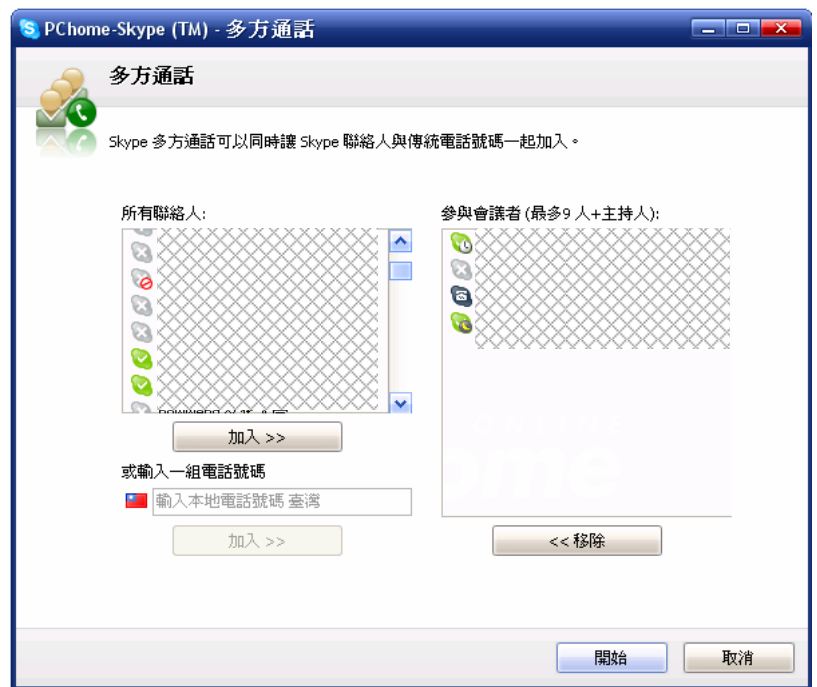 PChome-Skype (TM) - 多方通話
多方通話
Skype 多方通話可以同時讓 Skype 聯絡人與傳統電話號碼一起加入。
所有聯絡人:
參與會議者 (最多9 人+主持人):
加入 >>
或輸入一組電話號碼
輸入本地電話號碼 臺灣
加入 >>
ONLINE
ome
<< 移除
開始
取消